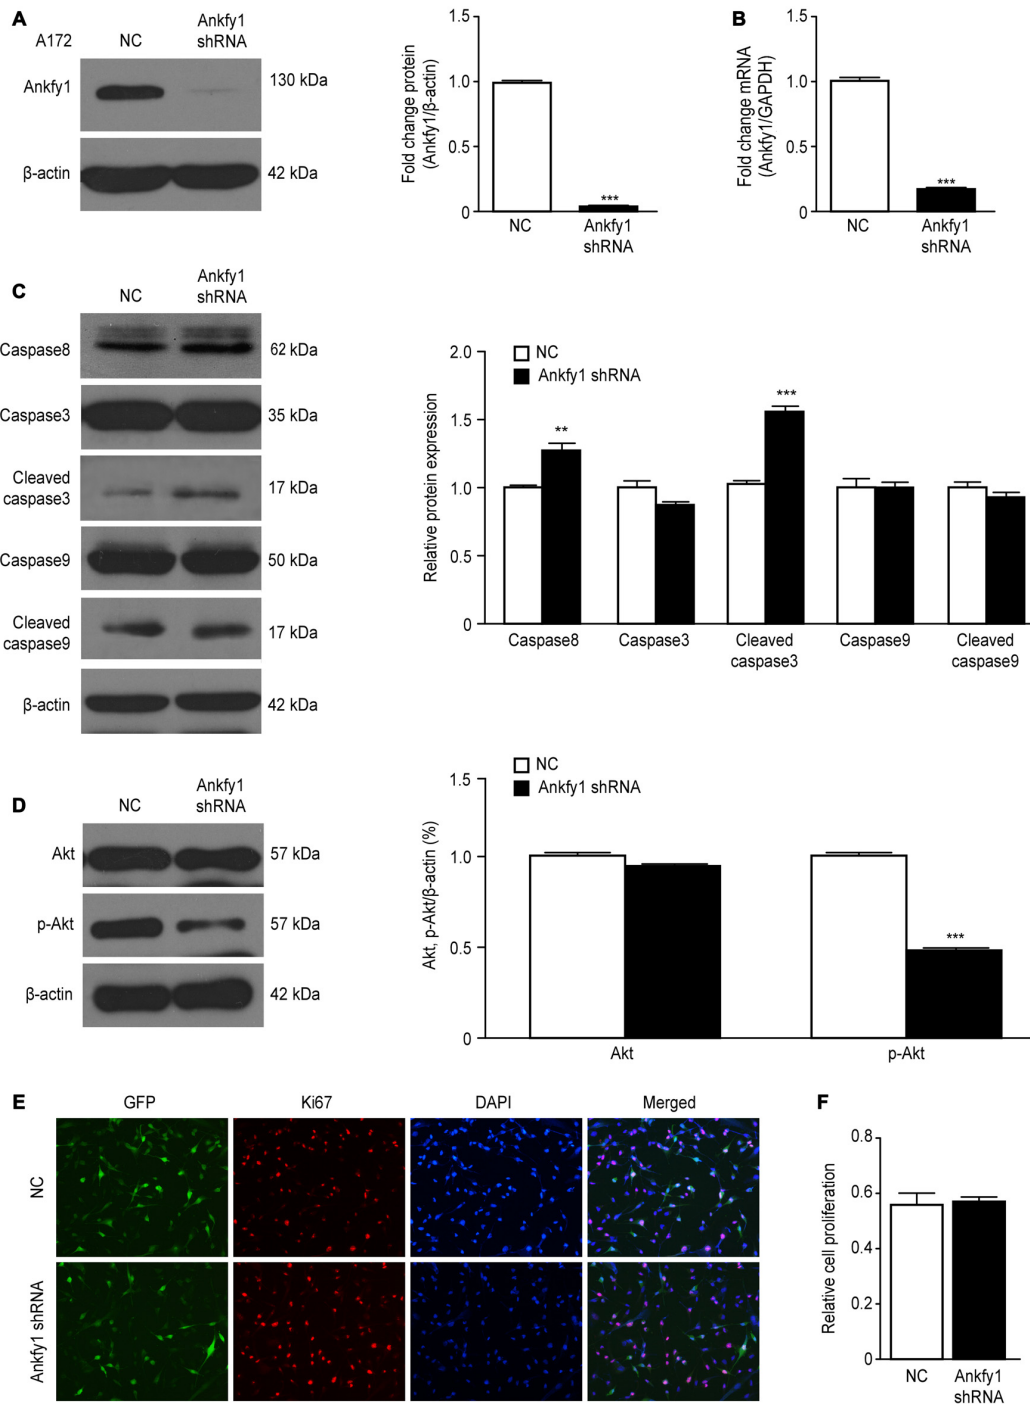 A
A172
NC
Ankfy1
shRNA
Ankfy1
130 kDa
β-actin
42 kDa
Fold change protein
(Ankfy1/β-actin)
1.5
1.0
0.5
0
***
NC
Ankfy1
shRNA
B
Fold change mRNA
(Ankfy1/GAPDH)
1.5
1.0
0.5
0
***
NC
Ankfy1
shRNA
C
NC
Ankfy1
shRNA
Caspase8
62 kDa
Caspase3
35 kDa
Cleaved
caspase3
17 kDa
Caspase9
50 kDa
Cleaved
caspase9
17 kDa
β-actin
42 kDa
Relative protein expression
2.0
1.5
1.0
0.5
0
NC
Ankfy1 shRNA
**
***
Caspase8
Caspase3
Cleaved
caspase3
Caspase9
Cleaved
caspase9
D
NC
Ankfy1
shRNA
Akt
57 kDa
p-Akt
57 kDa
β-actin
42 kDa
Akt, p-Akt/β-actin (%)
1.5
1.0
0.5
0
NC
Ankfy1 shRNA
***
Akt
p-Akt
E
GFP
Ki67
DAPI
Merged
NC
Ankfy1 shRNA
F
Relative cell proliferation
0.8
0.6
0.4
0.2
0
NC
Ankfy1
shRNA